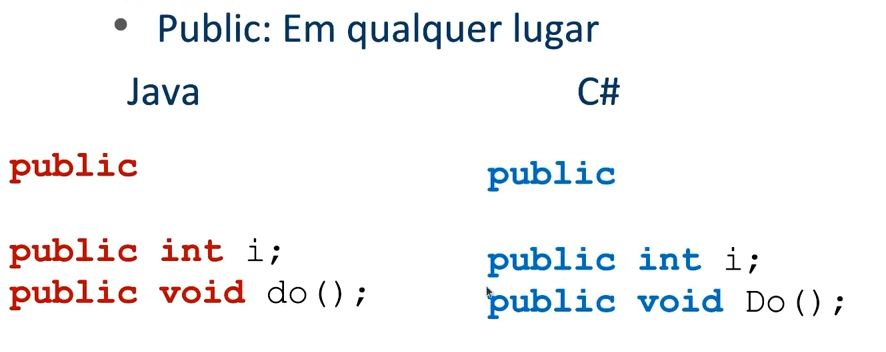 • Public: Em qualquer lugar
Java
C#
public
public
public int i;
public void do();
public int i;
public void Do();